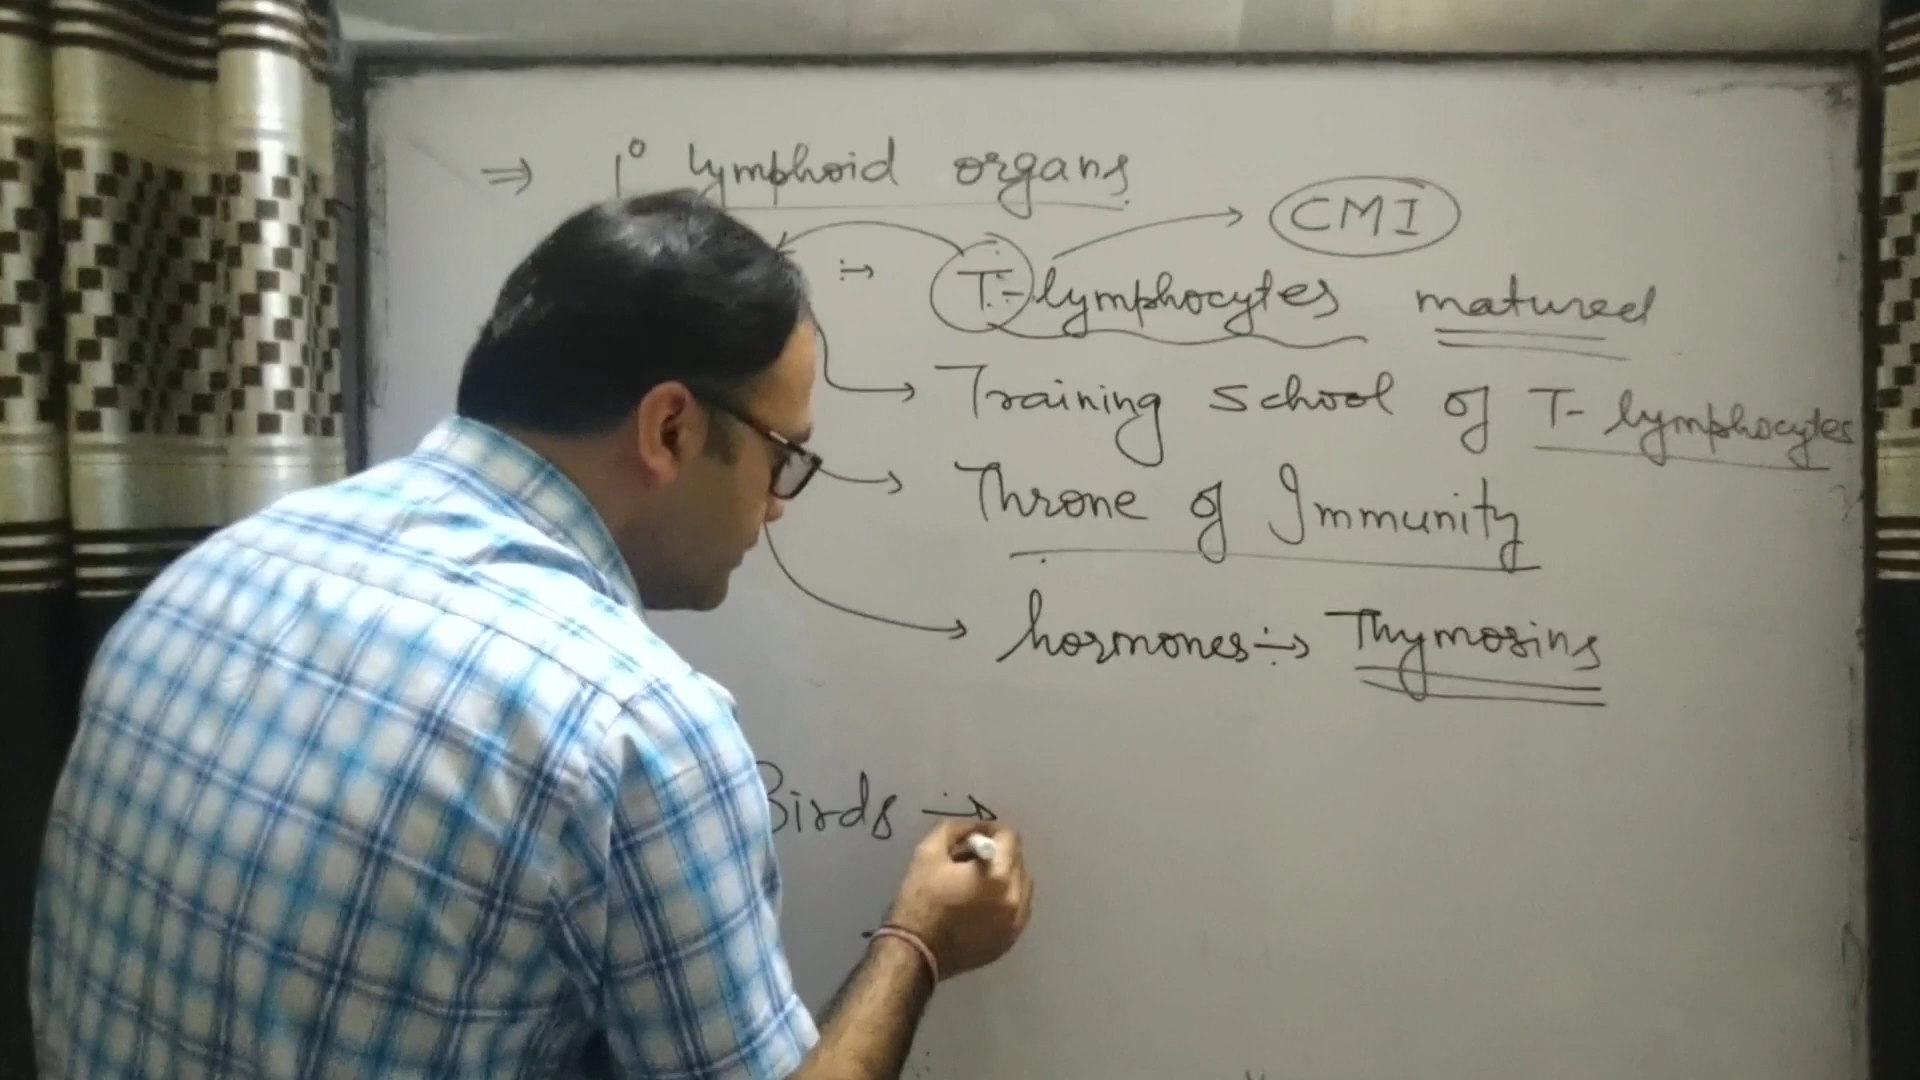 ⇒ 1° lymphoid organs
CMI
T-lymphocytes matured
Training school of T-lymphocytes
Throne of Immunity
hormones → Thymosins
Birds →